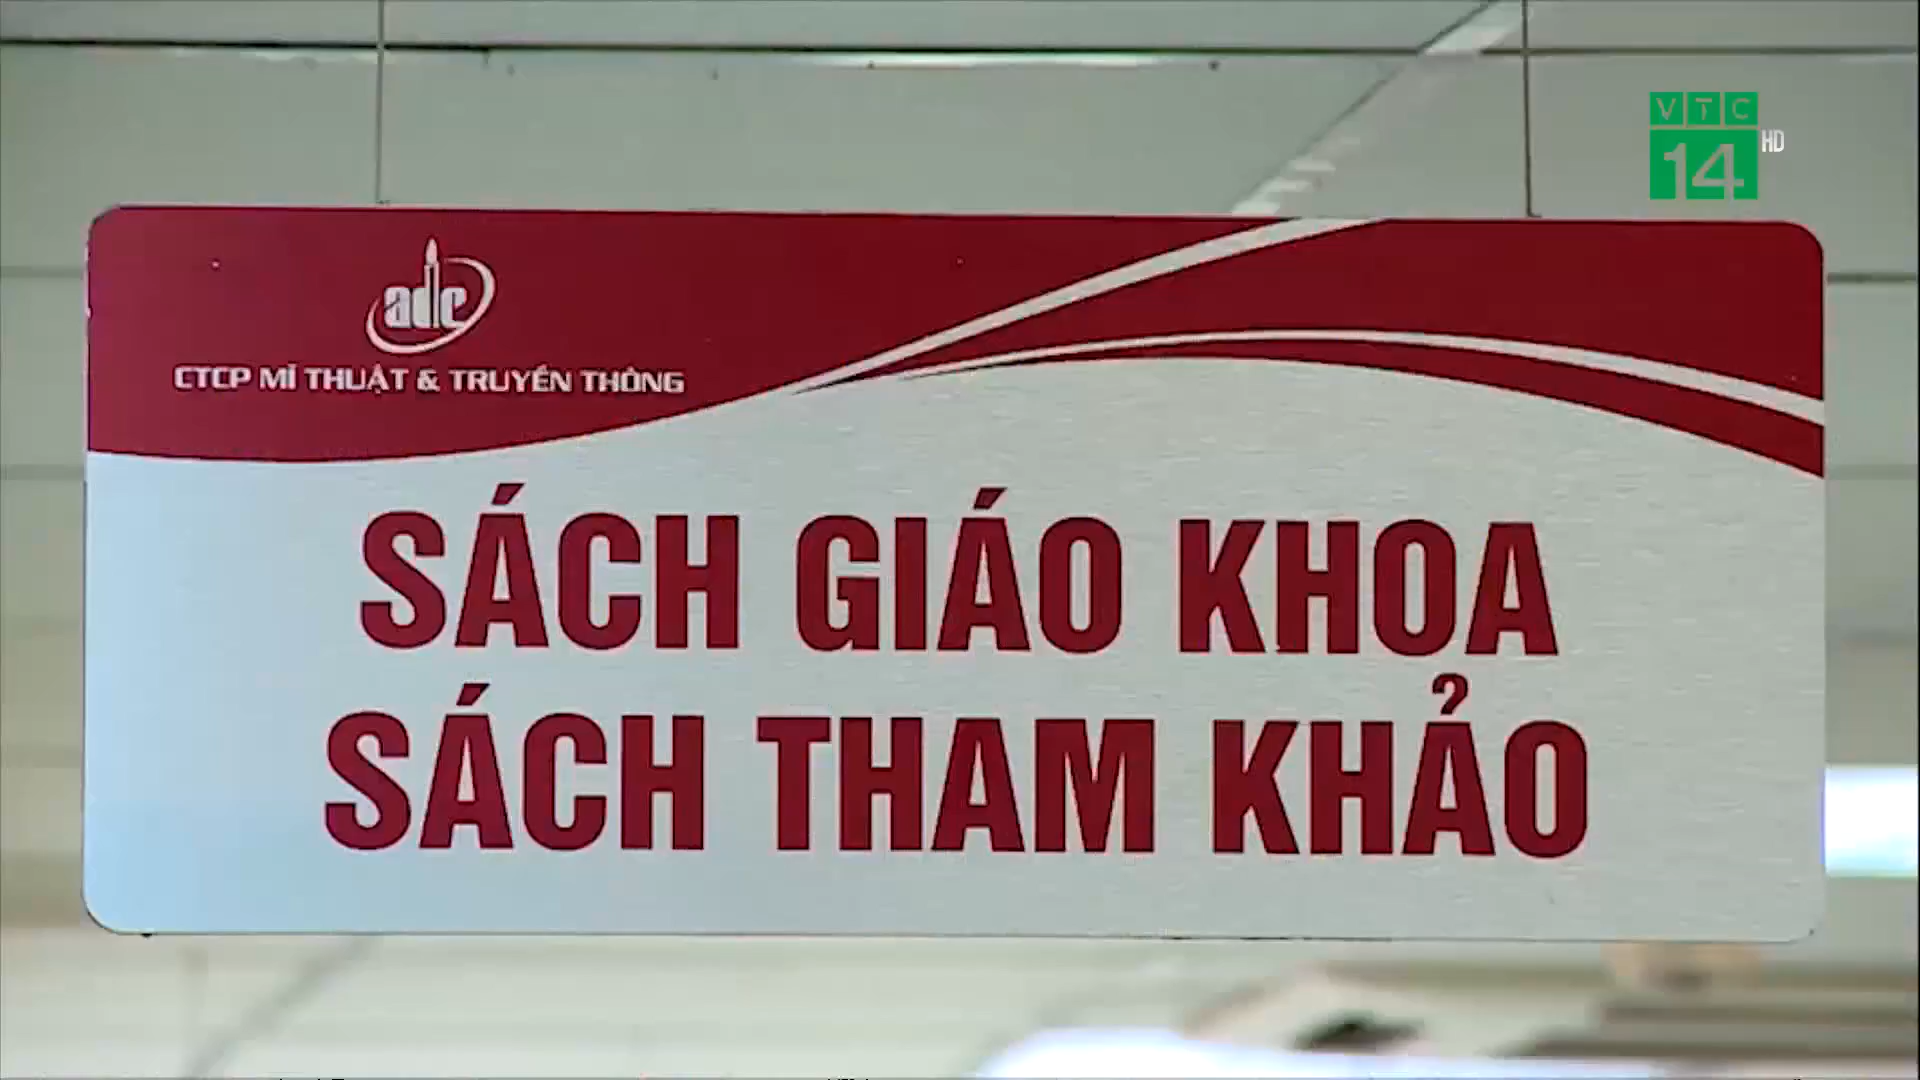 VTC
14 HD
adc
CTCP MĨ THUẬT & TRUYỀN THÔNG
SÁCH GIÁO KHOA
SÁCH THAM KHẢO